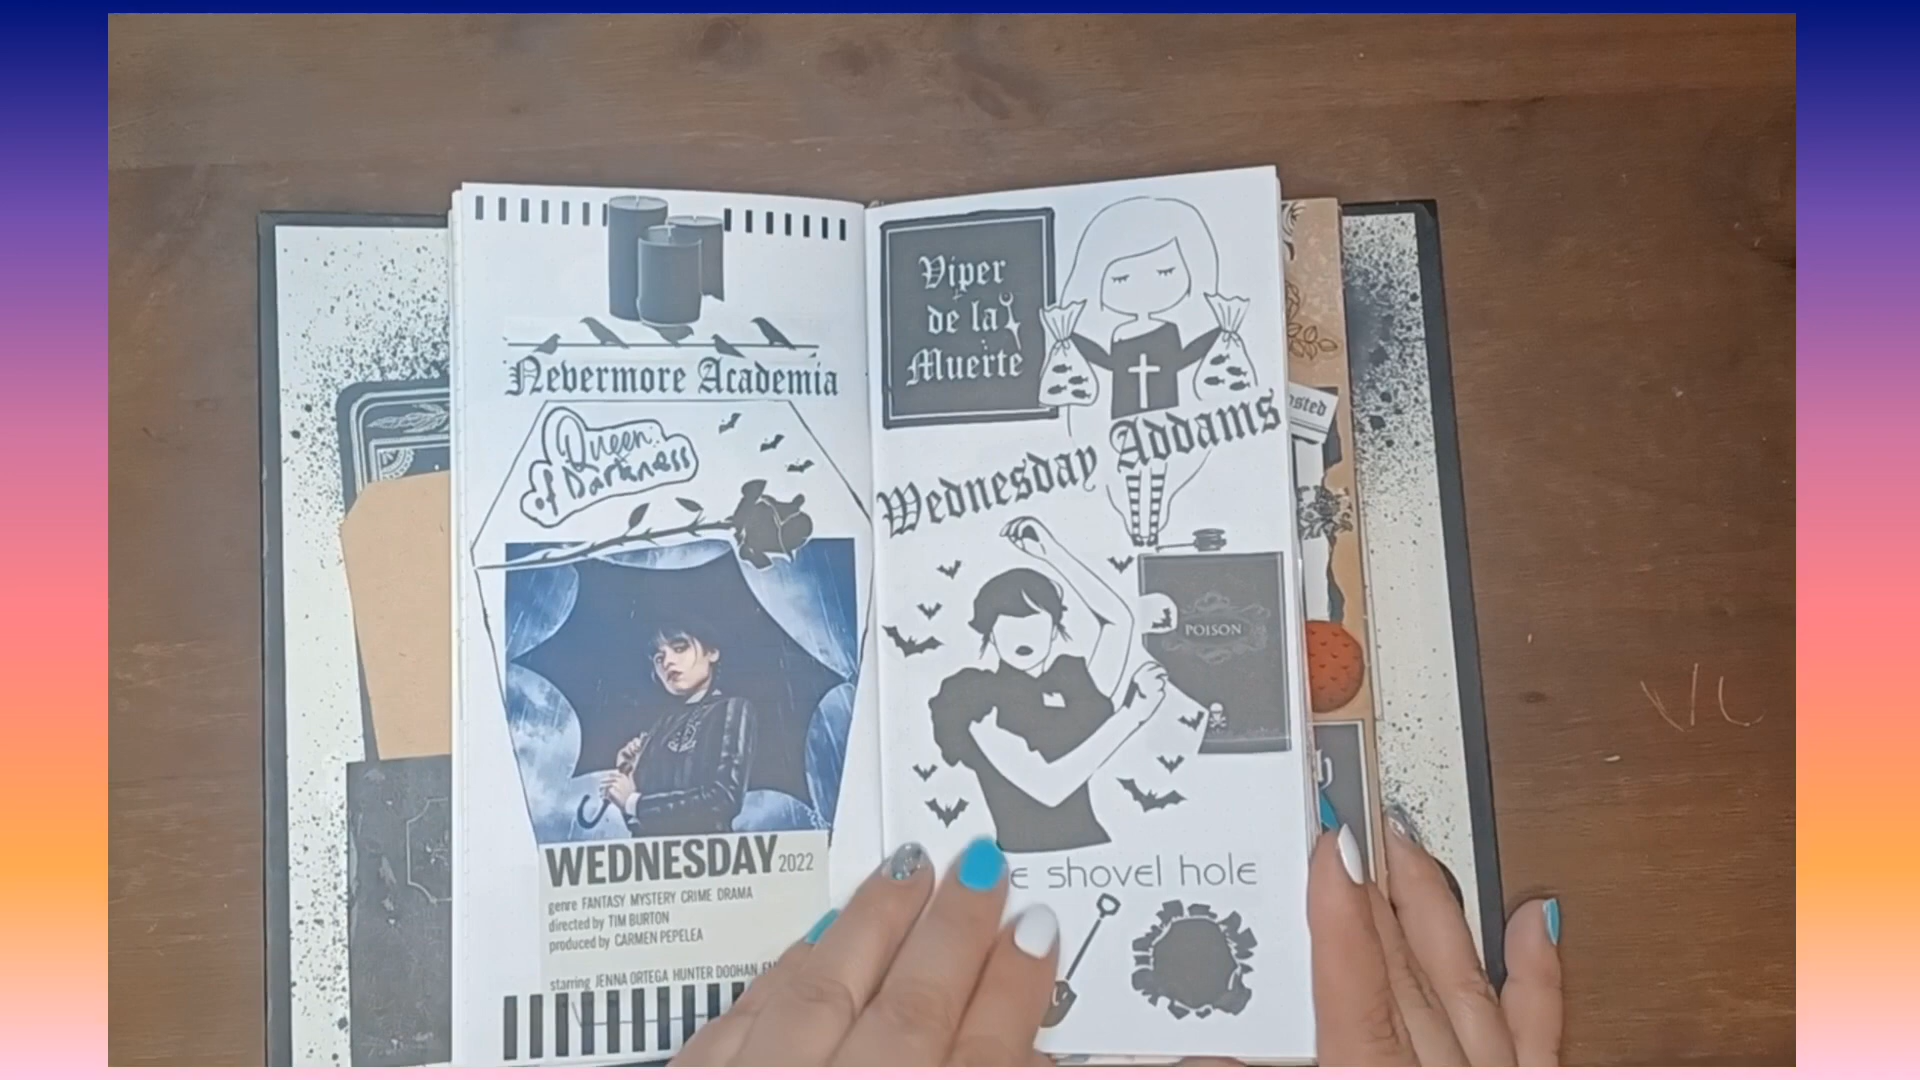 Nevermore Academia
Queen
of Darkness
WEDNESDAY 2022
genre FANTASY MYSTERY CRIME DRAMA
directed by TIM BURTON
produced by CARMEN PEPELEA
starring JENNA ORTEGA HUNTER DOOHAN
Viper
de la
Muerte
Wednesday Addams
POISON
shovel hole